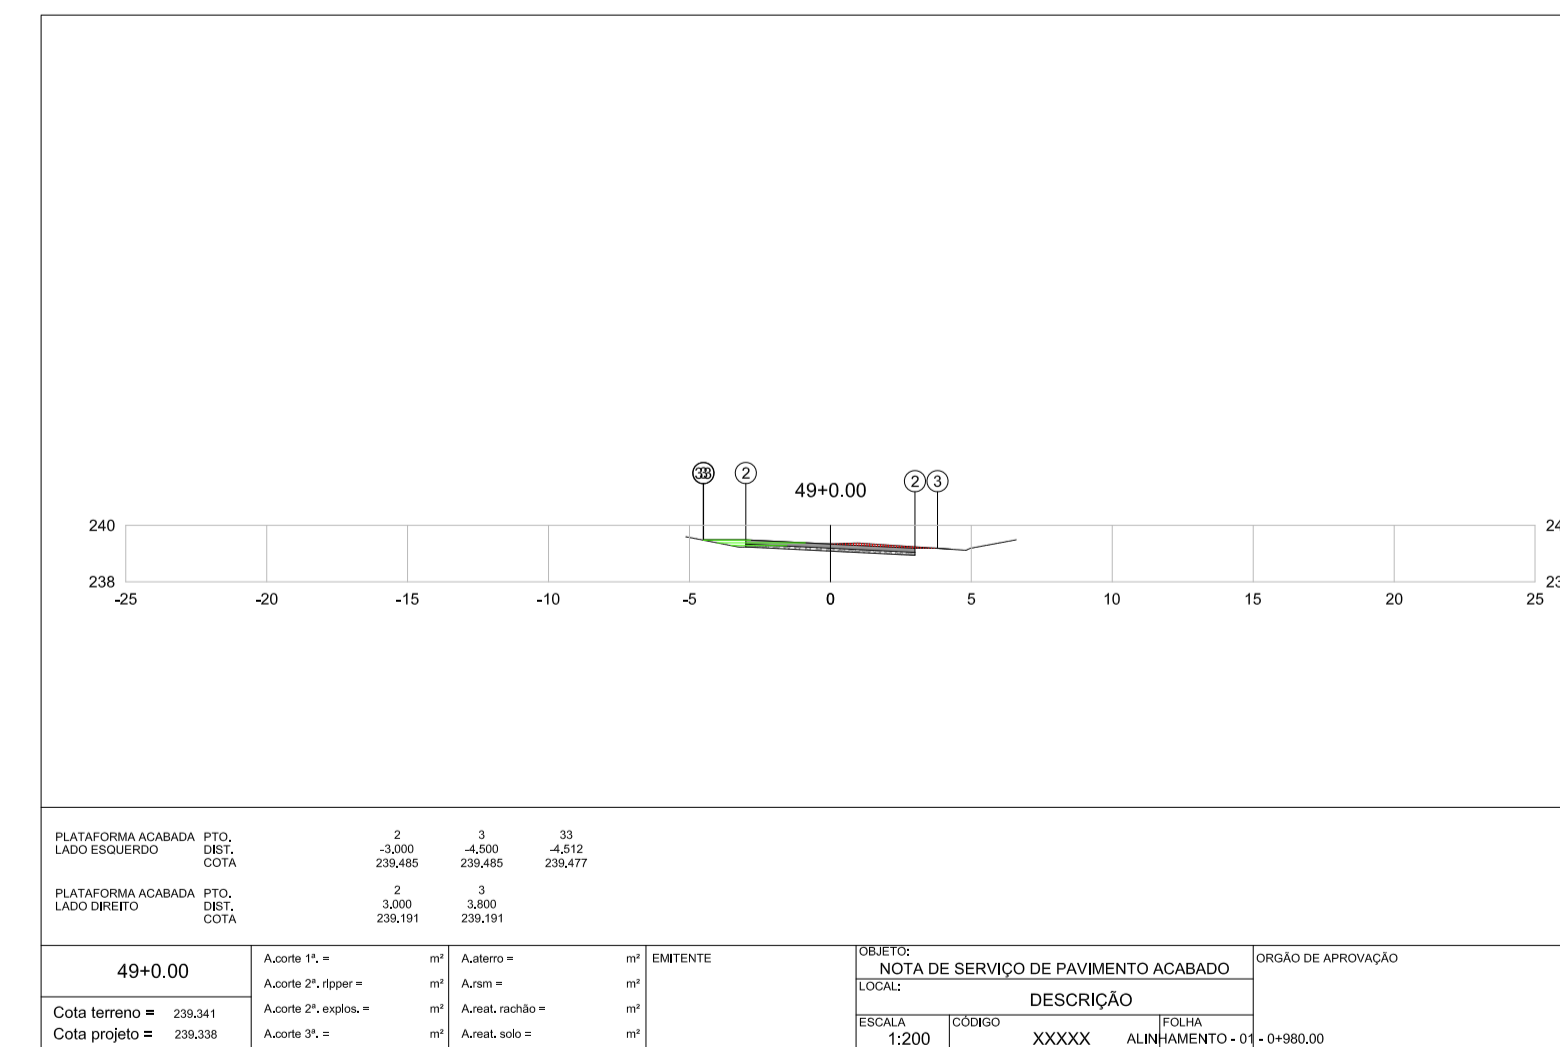 33 3 2 2 3
49+0.00
240 24
238 23
-25 -20 -15 -10 -5 0 5 10 15 20 25
PLATAFORMA ACABADA PTO. 2 3 33
LADO ESQUERDO DIST. -3.000 -4.500 -4.512
COTA 239.485 239.485 239.477
PLATAFORMA ACABADA PTO. 2 3
LADO DIREITO DIST. 3.000 3.800
COTA 239.191 239.191
49+0.00
Cota terreno = 239.341
Cota projeto = 239.338
A.corte 1ª. = m²
A.corte 2ª. ripper = m²
A.corte 2ª. explos. = m²
A.corte 3ª. = m²
A.aterro = m²
A.rsm = m²
A.reat. rachão = m²
A.reat. solo = m²
EMITENTE
OBJETO:
NOTA DE SERVIÇO DE PAVIMENTO ACABADO
LOCAL:
DESCRIÇÃO
ESCALA
1:200
CÓDIGO
XXXXX
FOLHA
ALINHAMENTO - 01 - 0+980.00
ORGÃO DE APROVAÇÃO